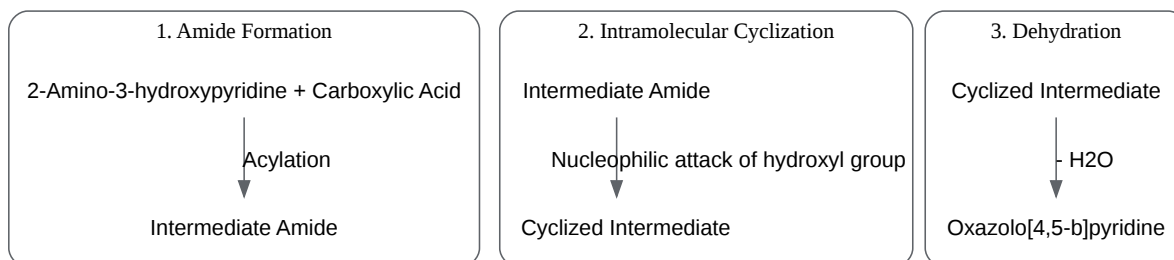 1. Amide Formation
2-Amino-3-hydroxypyridine + Carboxylic Acid
Acylation
Intermediate Amide
2. Intramolecular Cyclization
Intermediate Amide
Nucleophilic attack of hydroxyl group
Cyclized Intermediate
3. Dehydration
Cyclized Intermediate
- H2O
Oxazolo[4,5-b]pyridine